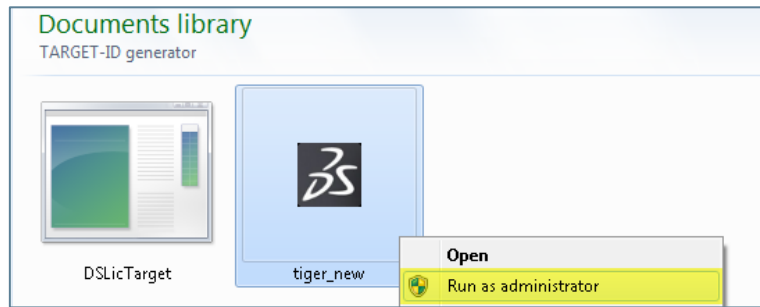 Documents library
TARGET-ID generator
DSLicTarget
tiger_new
Open
Run as administrator